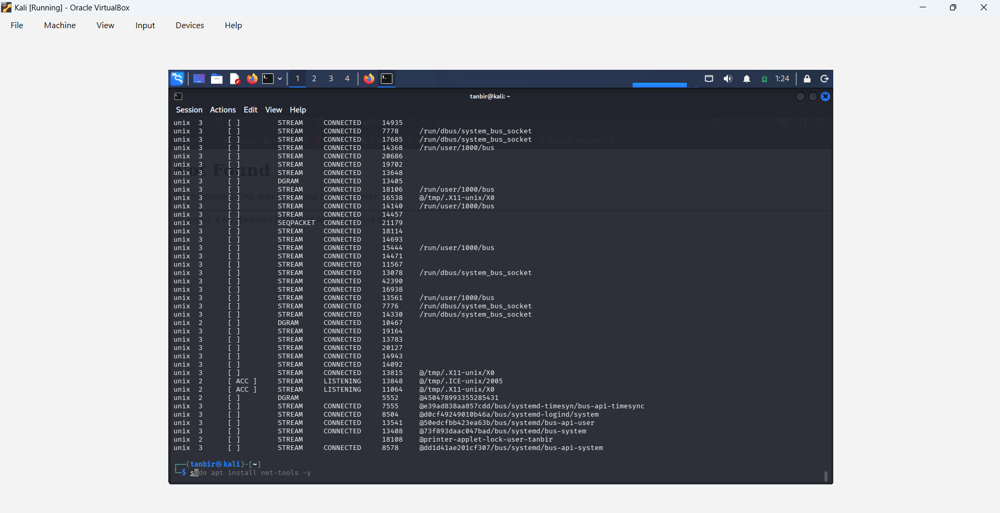 Kali [Running] - Oracle VirtualBox
File Machine View Input Devices Help
1 2 3 4 1:24
tanbir@kali: ~
Session Actions Edit View Help
unix 3 [ ] STREAM CONNECTED 14935
unix 3 [ ] STREAM CONNECTED 7778 /run/dbus/system_bus_socket
unix 3 [ ] STREAM CONNECTED 17685 /run/dbus/system_bus_socket
Google Hacking DB
unix 3 [ ] STREAM CONNECTED 14368 /run/user/1000/bus
unix 3 [ ] STREAM CONNECTED 20686
unix 3 [ ] STREAM CONNECTED 19702
Not Found
unix 3 [ ] STREAM CONNECTED 13648
unix 3 [ ] DGRAM CONNECTED 13405
unix 3 [ ] STREAM CONNECTED 18106 /run/user/1000/bus
unix 3 [ ] STREAM CONNECTED 16538 @/tmp/.X11-unix/X0
unix 3 [ ] STREAM CONNECTED 14140 /run/user/1000/bus
unix 3 [ ] STREAM CONNECTED 14457
unix 3 [ ] SEQPACKET CONNECTED 21179
unix 3 [ ] STREAM CONNECTED 18114
unix 3 [ ] STREAM CONNECTED 14693
unix 3 [ ] STREAM CONNECTED 15444 /run/user/1000/bus
unix 3 [ ] STREAM CONNECTED 14471
unix 3 [ ] STREAM CONNECTED 11567
unix 3 [ ] STREAM CONNECTED 13078 /run/dbus/system_bus_socket
unix 3 [ ] STREAM CONNECTED 42390
unix 3 [ ] STREAM CONNECTED 16938
unix 3 [ ] STREAM CONNECTED 13561 /run/user/1000/bus
unix 3 [ ] STREAM CONNECTED 7776 /run/dbus/system_bus_socket
unix 3 [ ] STREAM CONNECTED 14330 /run/dbus/system_bus_socket
unix 2 [ ] DGRAM CONNECTED 10467
unix 3 [ ] STREAM CONNECTED 19164
unix 3 [ ] STREAM CONNECTED 13783
unix 3 [ ] STREAM CONNECTED 20127
unix 3 [ ] STREAM CONNECTED 14943
unix 3 [ ] STREAM CONNECTED 14092
unix 3 [ ] STREAM CONNECTED 13815 @/tmp/.X11-unix/X0
unix 2 [ ACC ] STREAM LISTENING 13848 @/tmp/.ICE-unix/2005
unix 2 [ ACC ] STREAM LISTENING 11064 @/tmp/.X11-unix/X0
unix 2 [ ] DGRAM 5552 @450478993355285431
unix 3 [ ] STREAM CONNECTED 7555 @e39ad838aa857cdd/bus/systemd-timesyn/bus-api-timesync
unix 3 [ ] STREAM CONNECTED 8504 @d0cf49249010b46a/bus/systemd-logind/system
unix 3 [ ] STREAM CONNECTED 13541 @50edcfbb423ea63b/bus/systemd/bus-api-user
unix 3 [ ] STREAM CONNECTED 13408 @73f893daac047bad/bus/systemd/bus-system
unix 2 [ ] STREAM 18108 @printer-applet-lock-user-tanbir
unix 3 [ ] STREAM CONNECTED 8578 @dd1d41ae201cf307/bus/systemd/bus-api-system
┌──(tanbir㉿kali)-[~]
└─$ sudo apt install net-tools -y